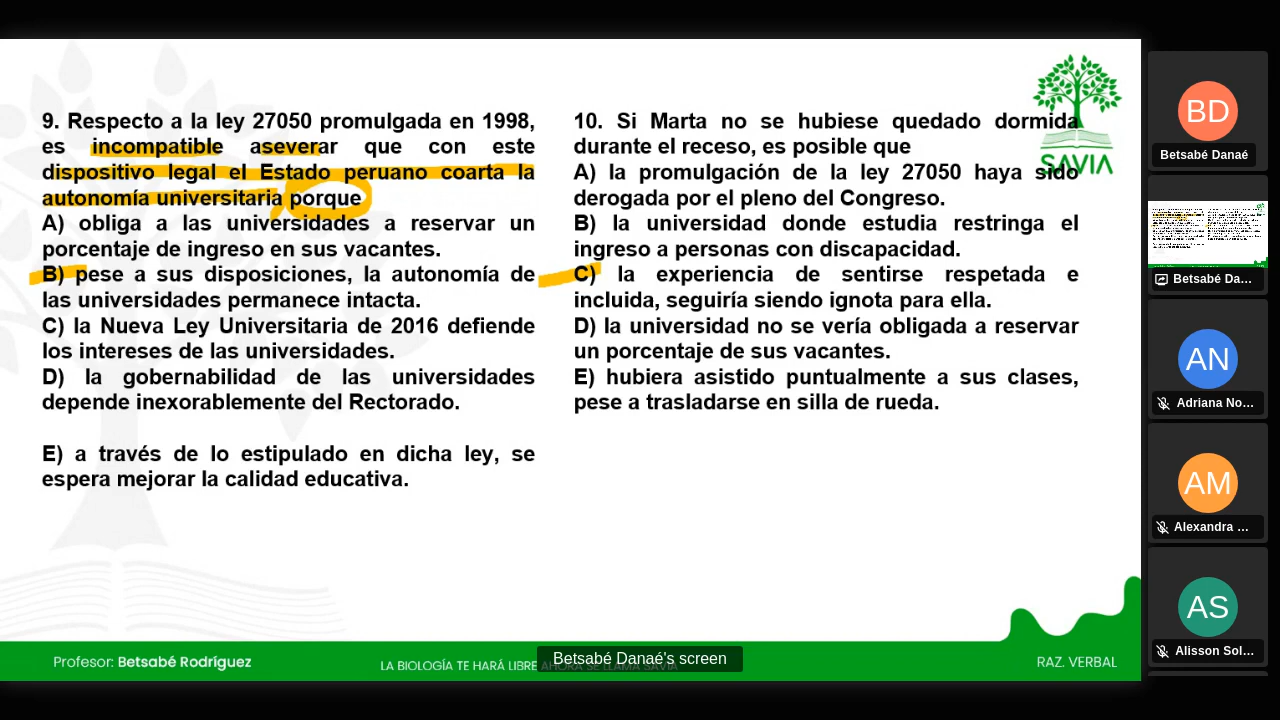 9. Respecto a la ley 27050 promulgada en 1998,
es incompatible aseverar que con este
dispositivo legal el Estado peruano coarta la
autonomía universitaria porque
A) obliga a las universidades a reservar un
porcentaje de ingreso en sus vacantes.
B) pese a sus disposiciones, la autonomía de
las universidades permanece intacta.
C) la Nueva Ley Universitaria de 2016 defiende
los intereses de las universidades.
D) la gobernabilidad de las universidades
depende inexorablemente del Rectorado.
E) a través de lo estipulado en dicha ley, se
espera mejorar la calidad educativa.
10. Si Marta no se hubiese quedado dormida
durante el receso, es posible que
A) la promulgación de la ley 27050 haya sido
derogada por el pleno del Congreso.
B) la universidad donde estudia restringa el
ingreso a personas con discapacidad.
C) la experiencia de sentirse respetada e
incluida, seguiría siendo ignota para ella.
D) la universidad no se vería obligada a reservar
un porcentaje de sus vacantes.
E) hubiera asistido puntualmente a sus clases,
pese a trasladarse en silla de rueda.
SAVIA
Profesor: Betsabé Rodríguez
LA BIOLOGÍA TE HARÁ LIBRE AHORA SE LLAMA SAVIA
Betsabé Danaé's screen
RAZ. VERBAL
BD
Betsabé Danaé
Betsabé Da...
AN
Adriana No...
AM
Alexandra ...
AS
Alisson Sol...